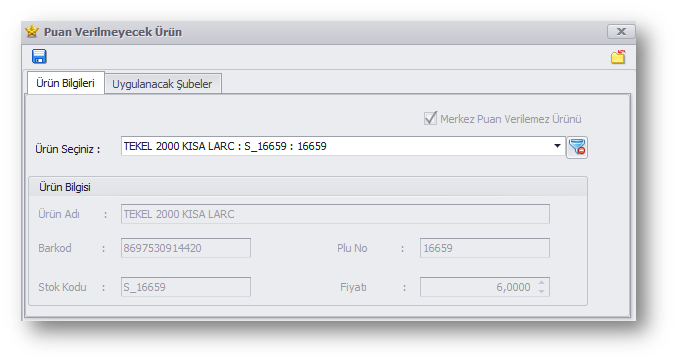 Puan Verilmeyecek Ürün
Ürün Bilgileri Uygulanacak Şubeler
Merkez Puan Verilemez Ürünü
Ürün Seçiniz : TEKEL 2000 KISA LARC : S_16659 : 16659
Ürün Bilgisi
Ürün Adı : TEKEL 2000 KISA LARC
Barkod : 8697530914420 Plu No : 16659
Stok Kodu : S_16659 Fiyatı : 6,0000